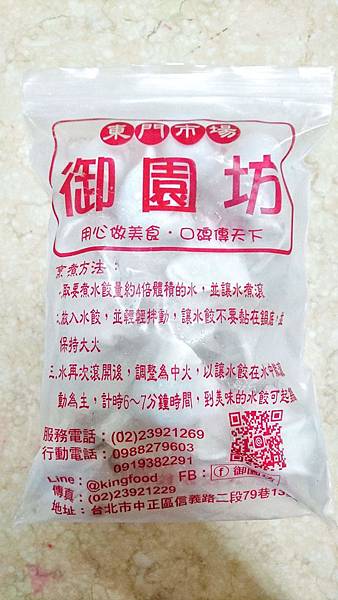 東門市場
御園坊
用心做美食・口碑傳天下
烹煮方法：
一.取要煮水餃量約4倍體積的水，並讓水煮滾
二.放入水餃，並輕輕拌動，讓水餃不要黏在鍋底，並
保持大火
三.水再次滾開後，調整為中火，以讓水餃在水中
動為主，計時6～7分鐘時間，到美味的水餃可起
服務電話：(02)23921269
行動電話：0988279603
0919382291
Line：@kingfood FB：f 御園坊
傳真：(02)23921229
地址：台北市中正區信義路二段79巷